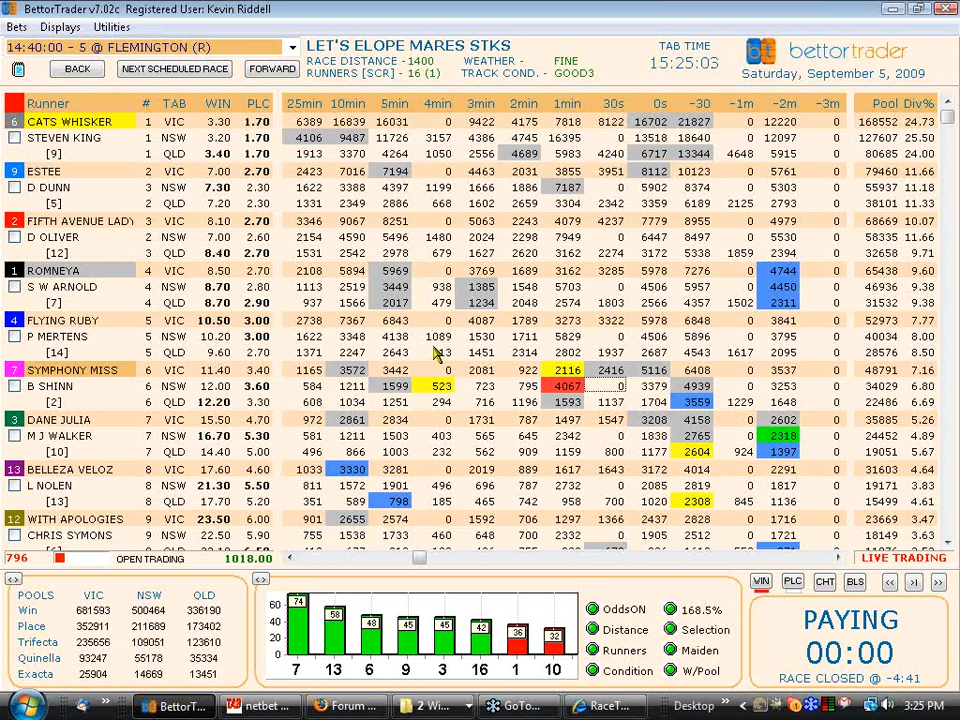 BettorTrader v7.02c Registered User: Kevin Riddell
Bets Displays Utilities
14:40:00 - 5 @ FLEMINGTON (R)
BACK NEXT SCHEDULED RACE FORWARD
LET'S ELOPE MARES STKS
RACE DISTANCE -1400 WEATHER - FINE
RUNNERS [SCR] - 16 (1) TRACK COND. - GOOD3
TAB TIME
15:25:03
bettortrader
Saturday, September 5, 2009
Runner # TAB WIN PLC 25min 10min 5min 4min 3min 2min 1min 30s 0s -30 -1m -2m -3m Pool Div%
6 CATS WHISKER 1 VIC 3.30 1.70 6389 16839 16031 0 9422 4175 7818 8122 16702 21827 0 12220 0 168552 24.73
STEVEN KING 1 NSW 3.20 1.70 4106 9487 11726 3157 4386 4745 16395 0 13518 18640 0 12097 0 127607 25.50
[9] 1 QLD 3.40 1.70 1913 3370 4264 1050 2556 4689 5983 4240 6717 13344 4648 5915 0 80685 24.00
9 ESTEE 2 VIC 7.00 2.70 2423 7016 7194 0 4463 2031 3855 3951 8112 10123 0 5761 0 79460 11.66
D DUNN 3 NSW 7.30 2.30 1622 3388 4397 1199 1666 1886 7187 0 5902 8374 0 5303 0 55937 11.18
[5] 2 QLD 7.20 2.30 1331 2349 2886 668 1602 2659 3304 2342 3359 6189 2125 2793 0 38101 11.33
2 FIFTH AVENUE LADY 3 VIC 8.10 2.70 3346 9067 8251 0 5063 2243 4079 4237 7779 8955 0 4979 0 68669 10.07
D OLIVER 2 NSW 7.00 2.60 2154 4590 5496 1480 2024 2298 7949 0 6447 8497 0 5530 0 58335 11.66
[12] 3 QLD 8.40 2.70 1531 2542 2978 679 1627 2620 3162 2274 3172 5338 1859 2394 0 32658 9.71
1 ROMNEYA 4 VIC 8.50 2.70 2108 5894 5969 0 3769 1689 3162 3285 5978 7276 0 4744 0 65438 9.60
S W ARNOLD 4 NSW 8.70 2.80 1113 2519 3449 938 1385 1548 5703 0 4506 5957 0 4450 0 46936 9.38
[7] 4 QLD 8.70 2.90 937 1566 2017 479 1234 2048 2574 1803 2566 4357 1502 2311 0 31532 9.38
4 FLYING RUBY 5 VIC 10.50 3.00 2738 7367 6843 0 4087 1789 3273 3322 5978 6848 0 3841 0 53972 7.92
P MERTENS 5 NSW 10.20 3.00 1622 3348 4138 1089 1530 1711 5829 0 4506 5896 0 3795 0 40034 8.00
[14] 5 QLD 9.60 2.70 1371 2247 2643 1451 2314 2802 1937 2687 4543 1617 2095 0 28576 8.50
7 SYMPHONY MISS 6 VIC 11.40 3.40 1165 3572 3442 0 2081 922 2116 2416 5116 6408 0 3537 0 48791 7.16
B SHINN 6 NSW 12.00 3.60 584 1211 1599 523 723 795 4067 0 3379 4939 0 3253 0 34029 6.80
[2] 6 QLD 12.20 3.30 608 1034 1251 294 716 1196 1593 1137 1704 3559 1229 1648 0 22486 6.69
3 DANE JULIA 7 VIC 15.50 4.70 972 2861 2834 0 1731 787 1497 1547 3208 4158 0 2602 0 35885 5.26
M J WALKER 7 NSW 16.70 5.30 581 1211 1503 403 565 645 2342 0 1838 2765 0 2318 0 24452 4.89
[10] 7 QLD 14.40 5.00 496 866 1003 232 562 911 1159 800 1177 2604 880 1397 0 19051 5.67
13 BELLEZA VELOZ 8 VIC 17.60 4.60 1033 3330 3281 0 2019 889 1617 1643 3172 4014 0 2291 0 31603 4.64
L NOLEN 8 NSW 21.30 5.50 811 1572 1901 496 696 787 2732 0 2085 2819 0 1817 0 19171 3.83
[13] 8 QLD 17.70 5.20 351 589 798 185 465 742 958 700 1020 2308 845 1136 0 15499 4.61
12 WITH APOLOGIES 9 VIC 23.50 6.00 901 2655 2574 0 1592 706 1297 1366 2437 2828 0 1716 0 23669 3.47
CHRIS SYMONS 9 NSW 22.50 5.90 755 1538 1733 460 648 700 2332 0 1920 2494 0 1542 0 18149 3.63
796 OPEN TRADING 1018.00 LIVE TRADING
POOLS VIC NSW QLD
Win 681593 500464 336190
Place 352911 211689 173402
Trifecta 235656 109051 123610
Quinella 93247 55178 35334
Exacta 25904 14669 13451
60
40
20
0
74 58 48 45 45 42 36 32
7 13 6 9 3 16 1 10
OddsON 168.5%
Distance Selection
Runners Maiden
Condition W/Pool
WIN PLC CHT BLS << >| >>
PAYING
00:00
RACE CLOSED @ -4:41
BettorT... netbet ... Forum ... 2 Wi... GoTo... RaceT... Desktop 3:25 PM